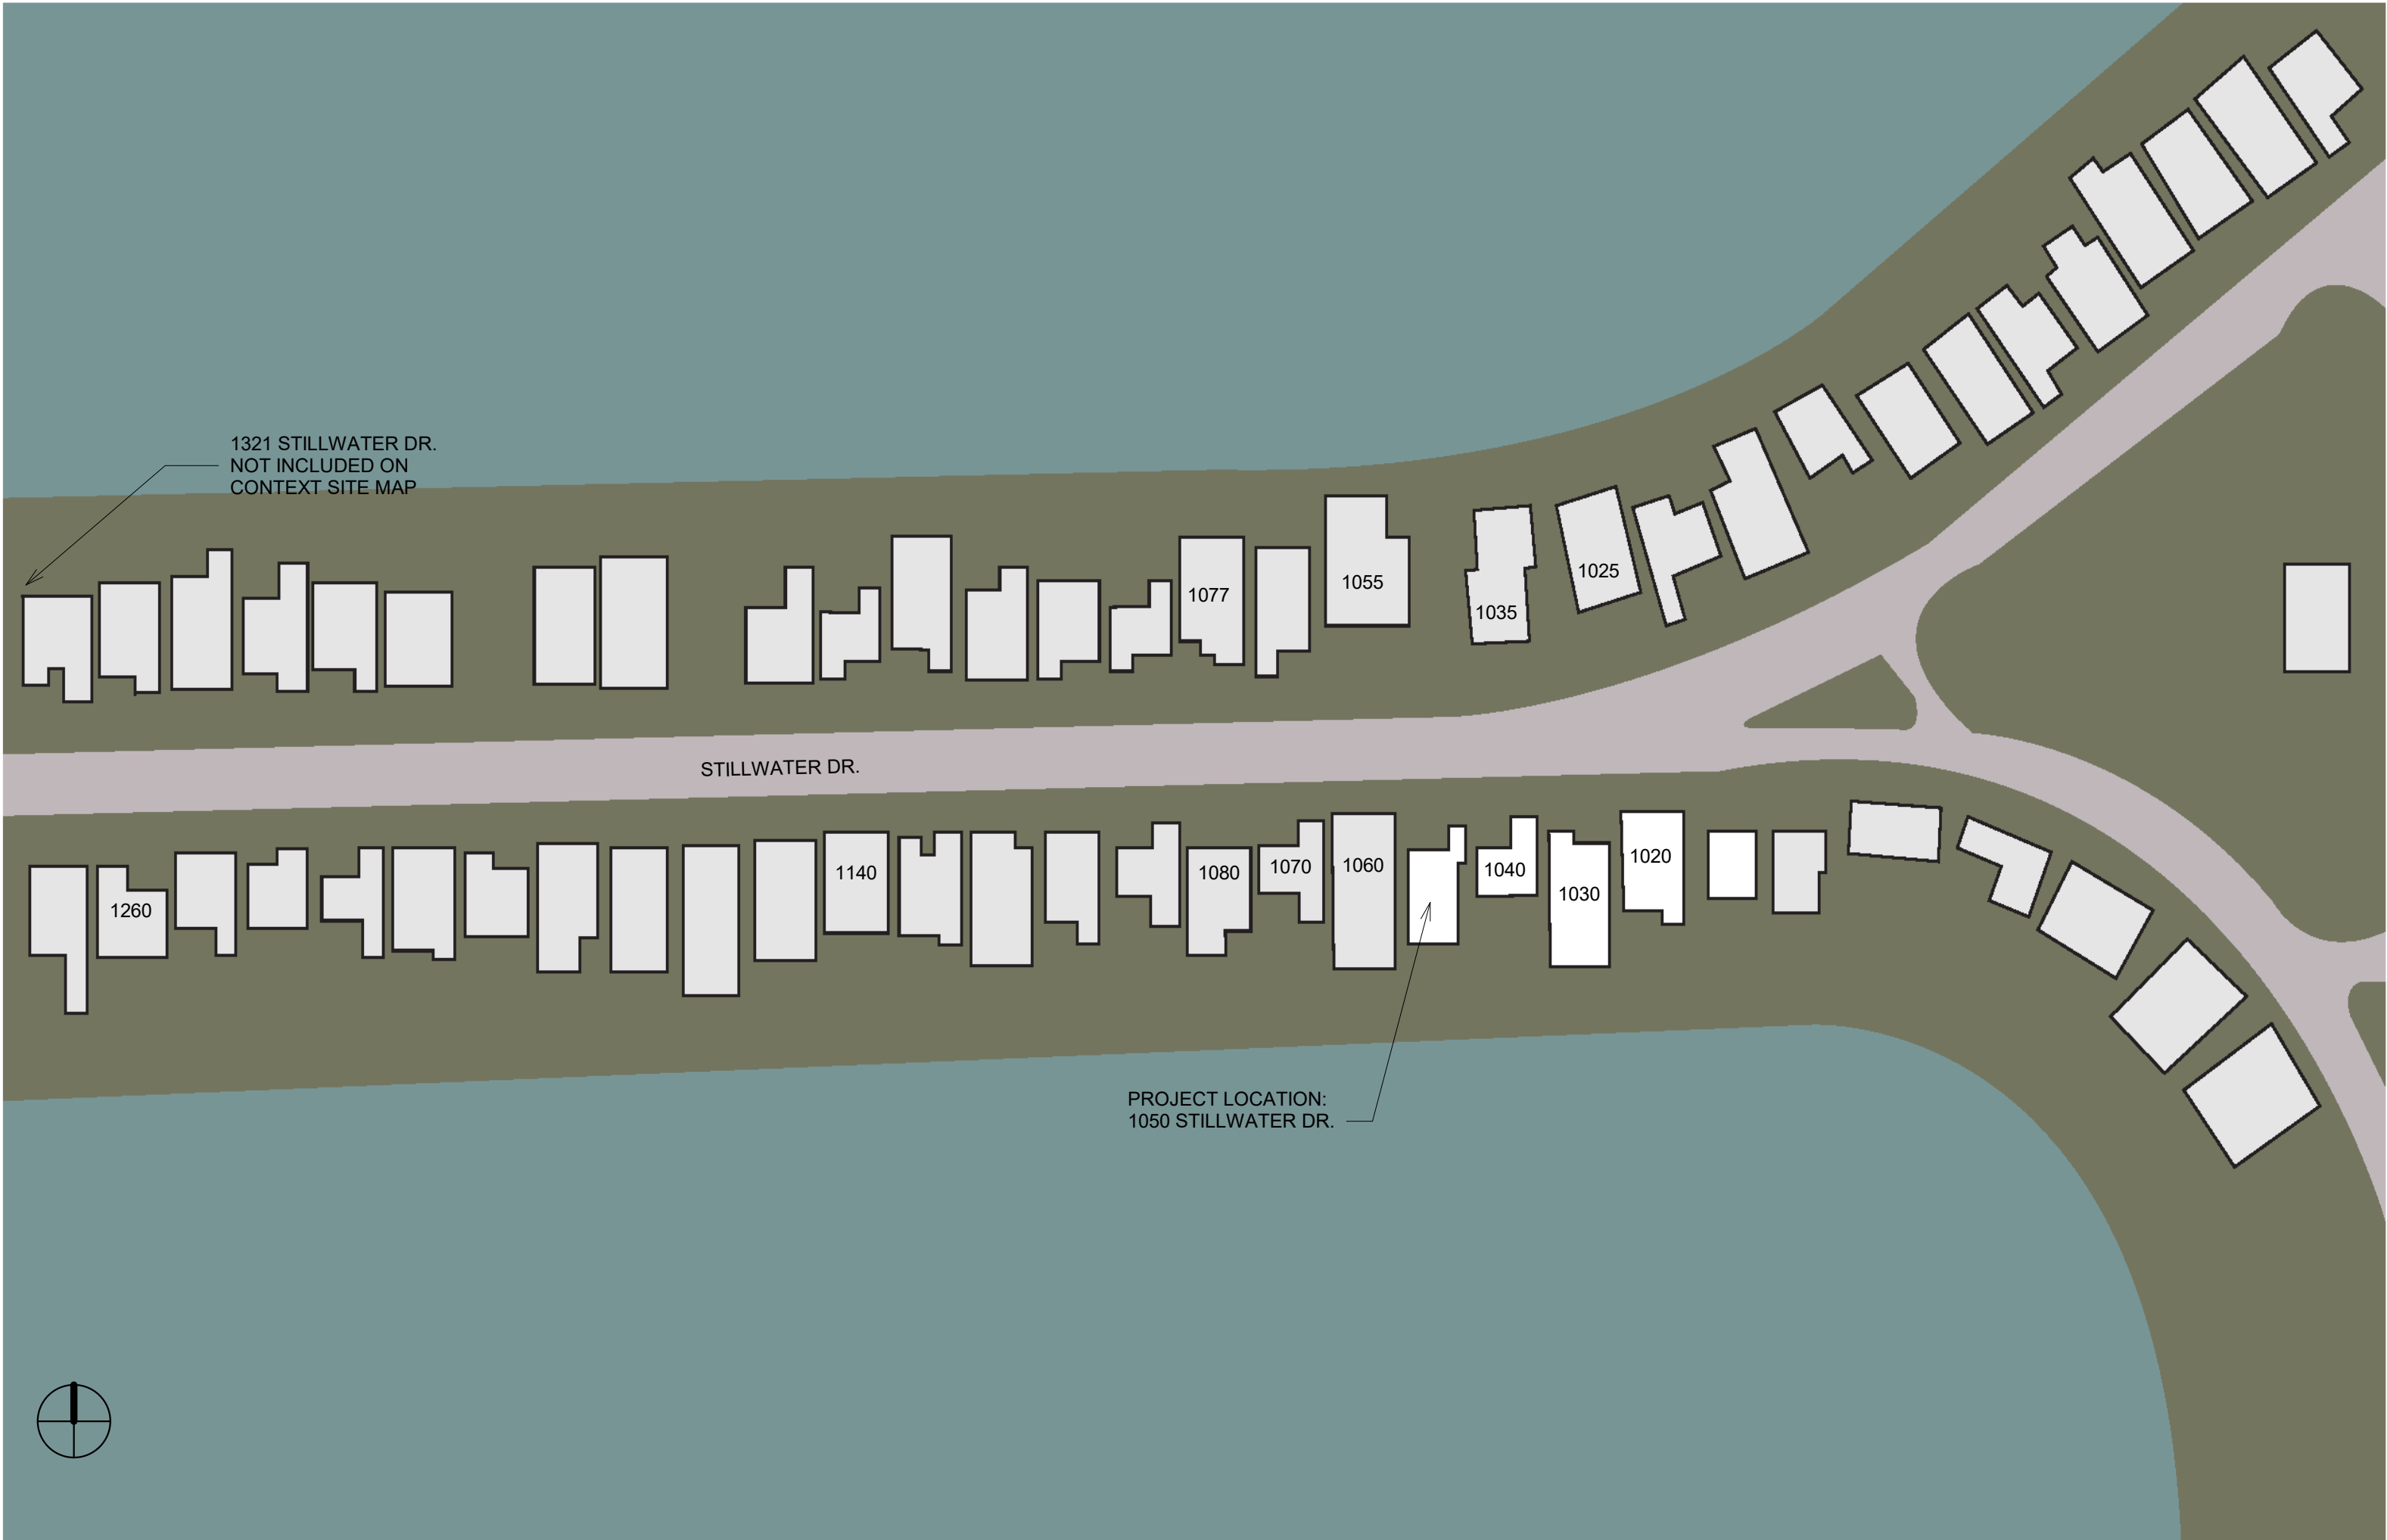 1321 STILLWATER DR.
NOT INCLUDED ON
CONTEXT SITE MAP
1077
1055
1035
1025
STILLWATER DR.
1260
1140
1080
1070
1060
1040
1030
1020
PROJECT LOCATION:
1050 STILLWATER DR.